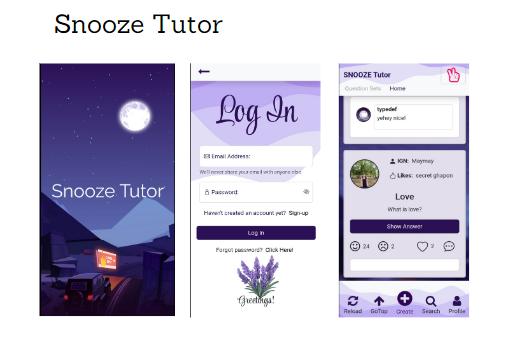 Snooze Tutor
Snooze Tutor
Log In
Email Address:
We'll never share your email with anyone else
Password:
Haven't created an account yet? Sign-up
Log In
Forgot password? Click Here!
Greetings!
SNOOZE Tutor
Question Sets Home
typedef
yehey nice!
IGN: Maymay
Likes: secret ghapon
Love
What is love?
Show Answer
24 2 2
Reload GoTop Create Search Profile